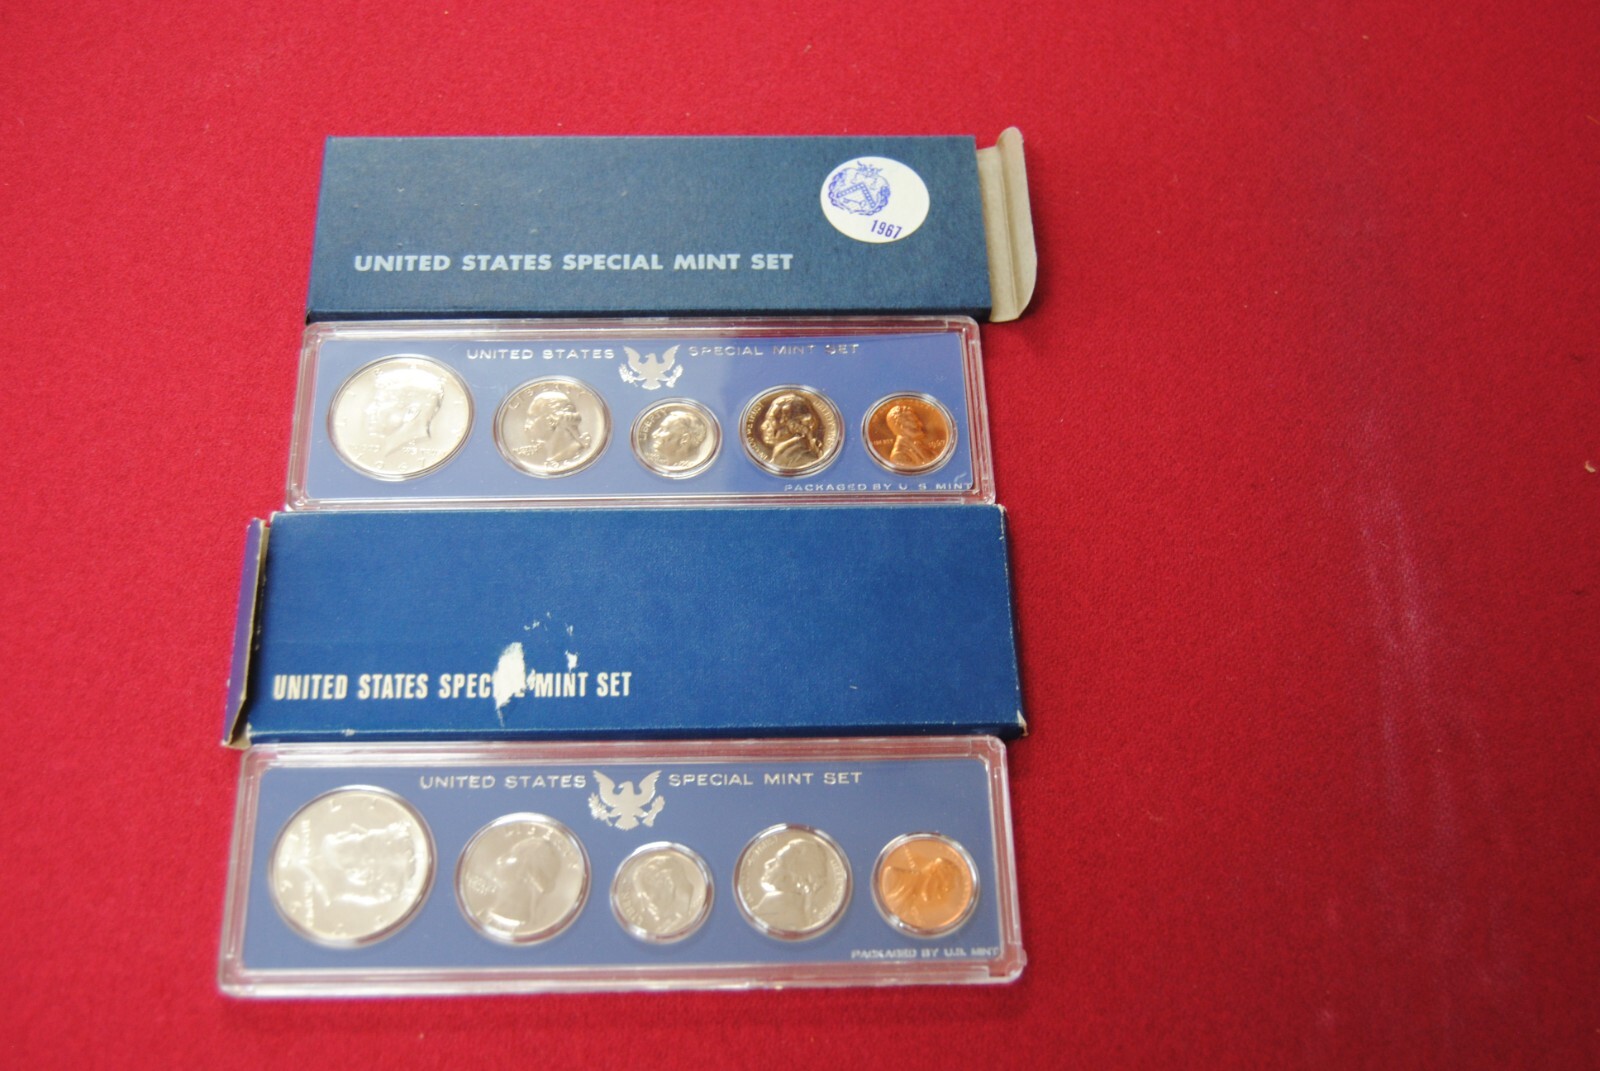 1967
UNITED STATES SPECIAL MINT SET
UNITED STATES SPECIAL MINT SET
PACKAGED BY U.S. MINT
UNITED STATES SPEC MINT SET
UNITED STATES SPECIAL MINT SET
PACKAGED BY U.S. MINT